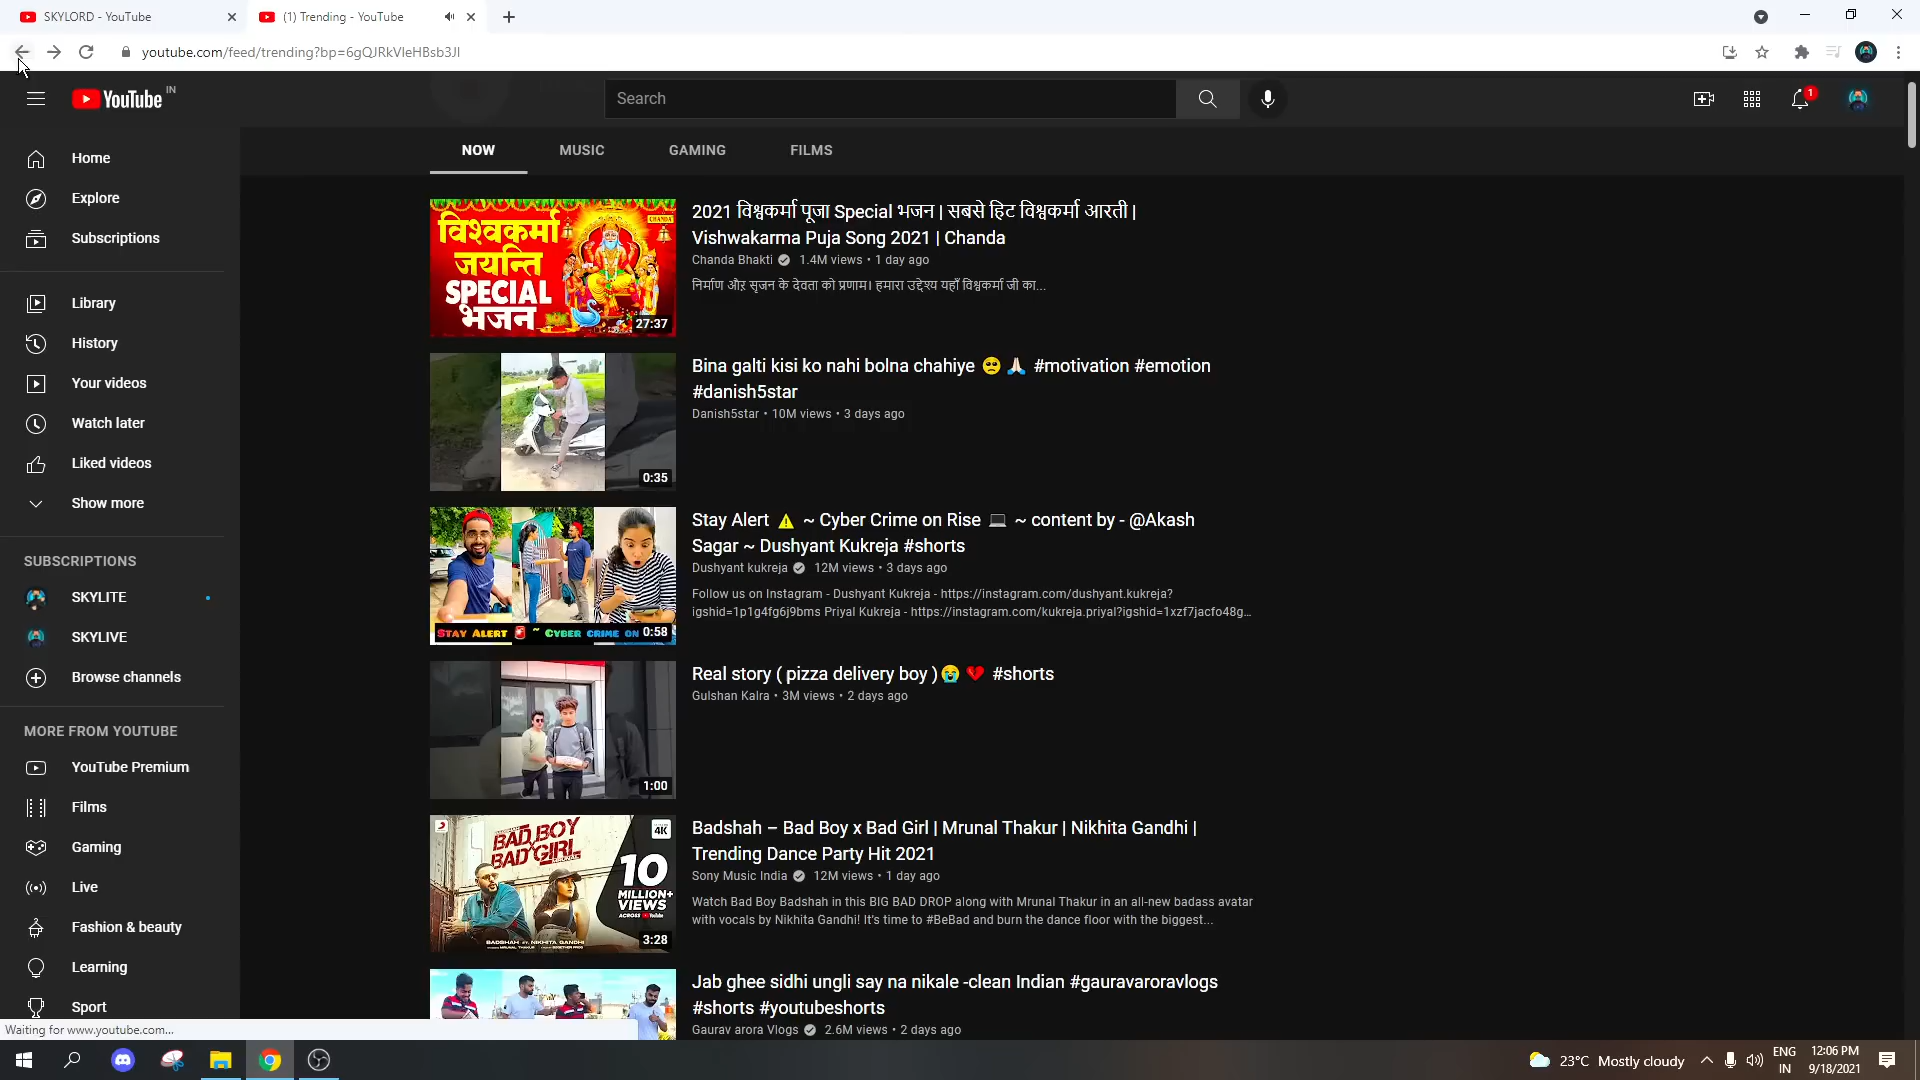 SKYLORD - YouTube
(1) Trending - YouTube
youtube.com/feed/trending?bp=6gQJRkVleHBsb3Jl
YouTube IN
Search
1
Home
Explore
Subscriptions
Library
History
Your videos
Watch later
Liked videos
Show more
SUBSCRIPTIONS
SKYLITE
SKYLIVE
Browse channels
MORE FROM YOUTUBE
YouTube Premium
Films
Gaming
Live
Fashion & beauty
Learning
Sport
NOW
MUSIC
GAMING
FILMS
CHANDA
विश्वकर्मा
जयन्ति
SPECIAL
भजन
27:37
2021 विश्वकर्मा पूजा Special भजन | सबसे हिट विश्वकर्मा आरती |
Vishwakarma Puja Song 2021 | Chanda
Chanda Bhakti 1.4M views • 1 day ago
निर्माण और सृजन के देवता को प्रणाम। हमारा उद्देश्य यहाँ विश्वकर्मा जी का...
0:35
Bina galti kisi ko nahi bolna chahiye 🥺 🙏🏻 #motivation #emotion
#danish5star
Danish5star • 10M views • 3 days ago
STAY ALERT 🚨 ~ CYBER CRIME ON
0:58
Stay Alert ⚠️ ~ Cyber Crime on Rise 💻 ~ content by - @Akash
Sagar ~ Dushyant Kukreja #shorts
Dushyant kukreja 12M views • 3 days ago
Follow us on Instagram - Dushyant Kukreja - https://instagram.com/dushyant.kukreja?
igshid=1p1g4fg6j9bms Priyal Kukreja - https://instagram.com/kukreja.priyal?igshid=1xzf7jacfo48g...
1:00
Real story ( pizza delivery boy )😭 💔 #shorts
Gulshan Kalra • 3M views • 2 days ago
BAD BOY
BAD GIRL
MRUNAL
4K
10
MILLION+
VIEWS
ACROSS YouTube
BADSHAH FT. NIKHITA GANDHI
3:28
Badshah – Bad Boy x Bad Girl | Mrunal Thakur | Nikhita Gandhi |
Trending Dance Party Hit 2021
Sony Music India 12M views • 1 day ago
Watch Bad Boy Badshah in this BIG BAD DROP along with Mrunal Thakur in an all-new badass avatar
with vocals by Nikhita Gandhi! It's time to #BeBad and burn the dance floor with the biggest...
Jab ghee sidhi ungli say na nikale -clean Indian #gauravaroravlogs
#shorts #youtubeshorts
Gaurav arora Vlogs 2.6M views • 2 days ago
Waiting for www.youtube.com...
23°C Mostly cloudy
ENG
IN
12:06 PM
9/18/2021